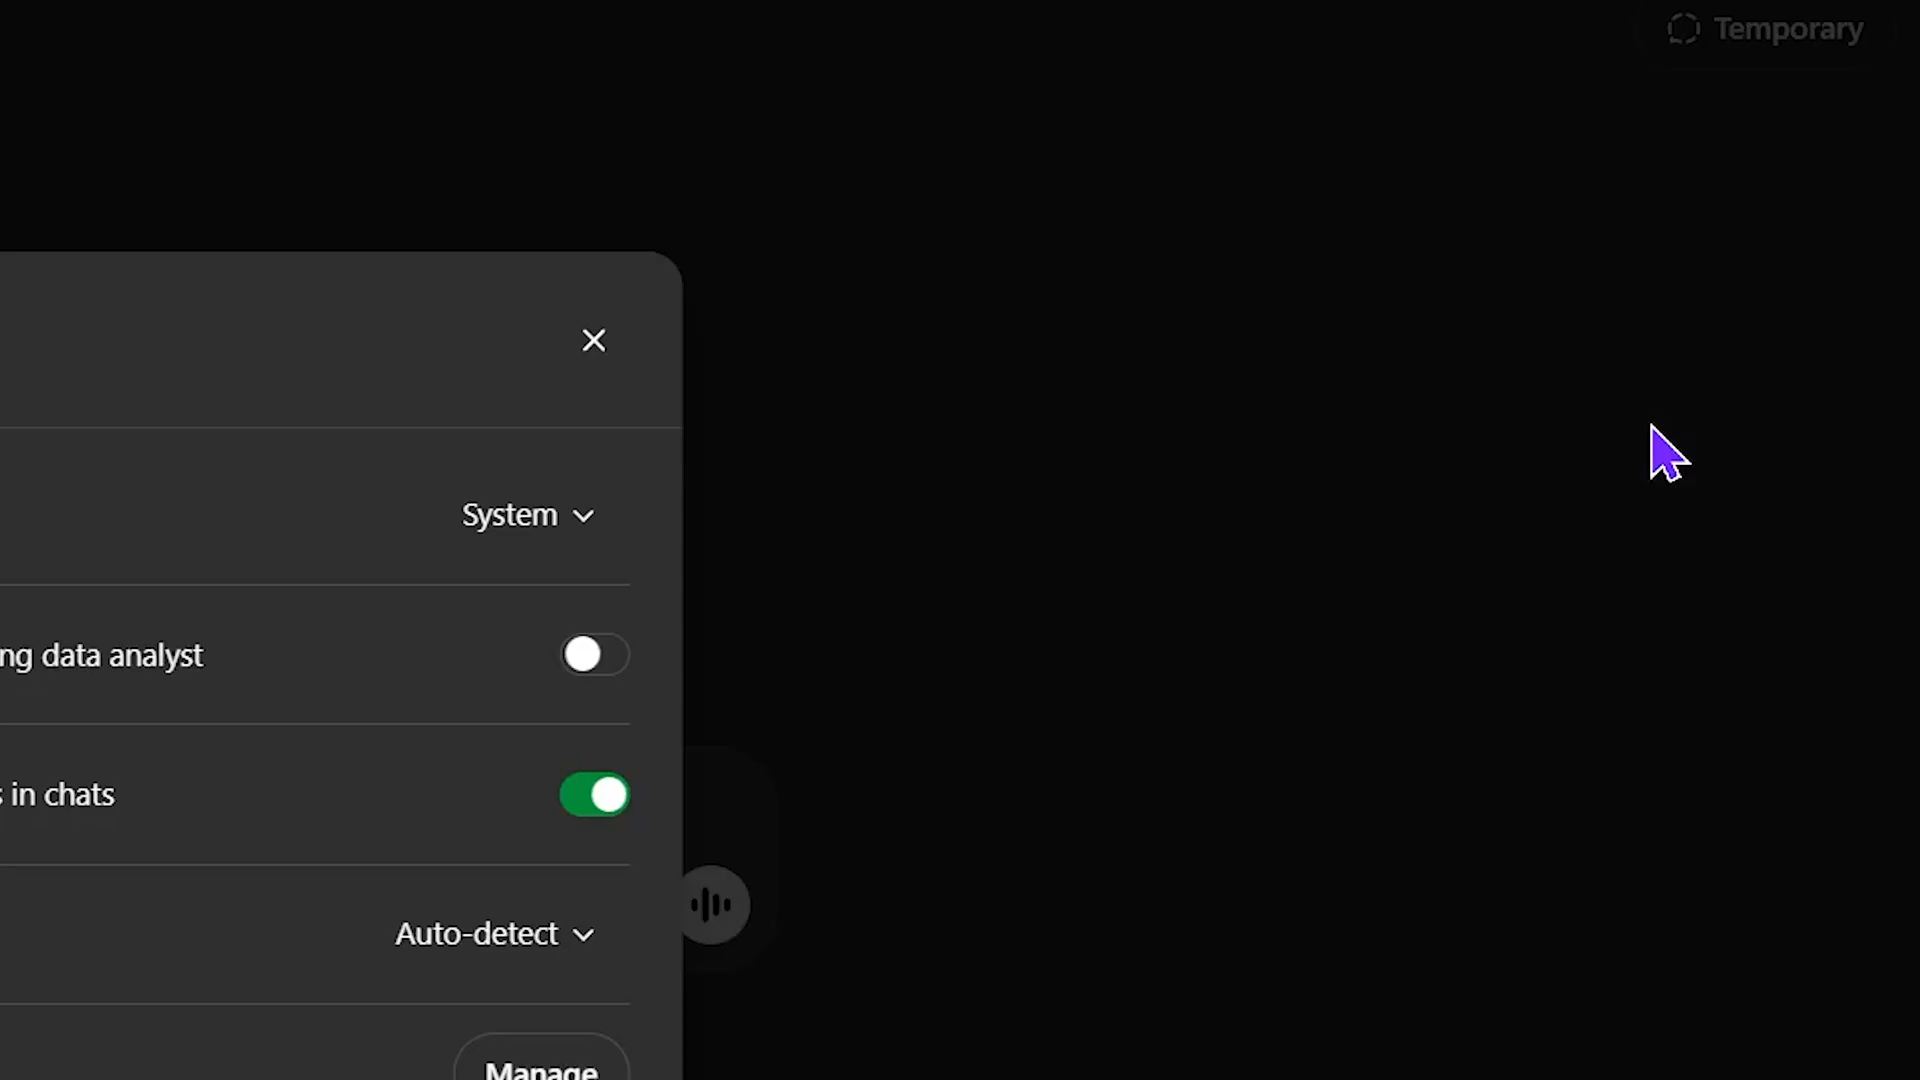 Temporary
System
ng data analyst
in chats
Auto-detect
Manage